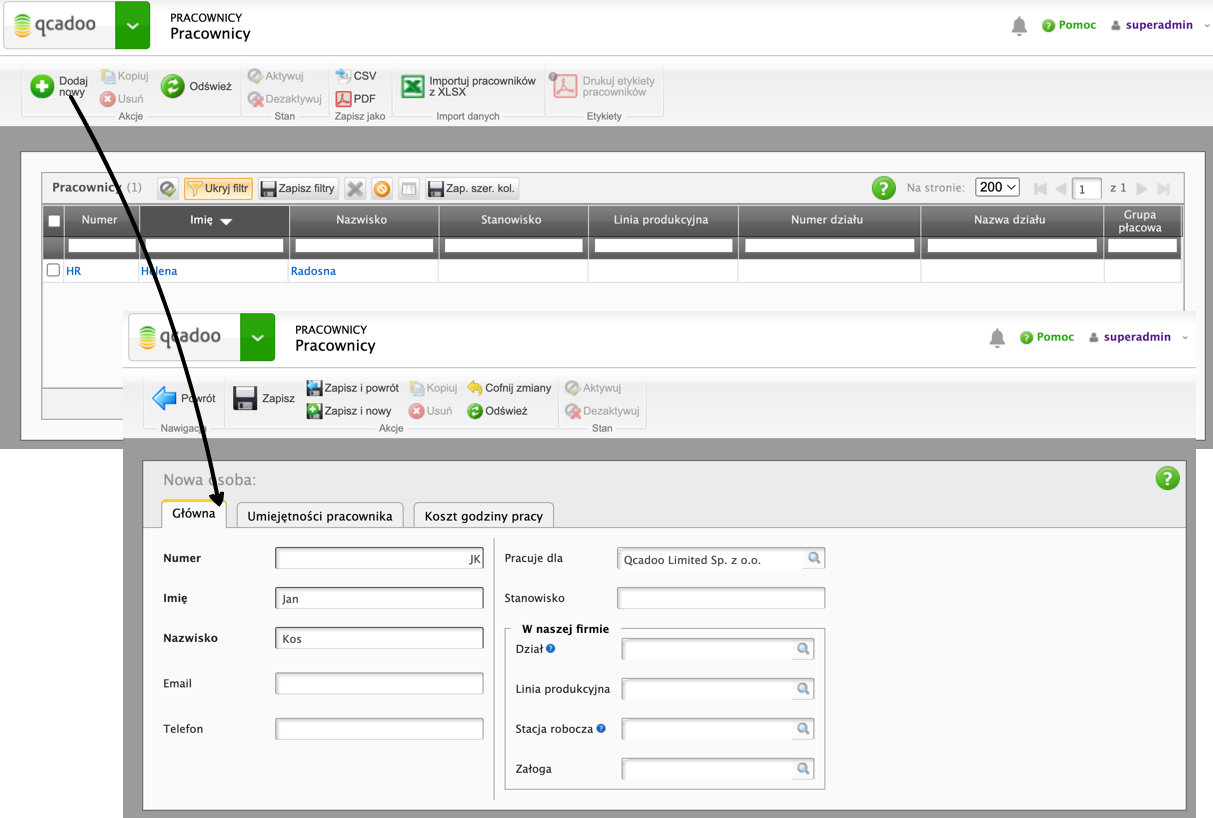 qcadoo
PRACOWNICY
Pracownicy
Pomoc
superadmin
Dodaj nowy
Kopiuj
Usuń
Odśwież
Akcje
Aktywuj
Dezaktywuj
Stan
CSV
PDF
Zapisz jako
Importuj pracowników z XLSX
Import danych
Drukuj etykiety pracowników
Etykiety
Pracownicy (1)
Ukryj filtr
Zapisz filtry
Zap. szer. kol.
Na stronie: 200
1 z 1
Numer Imię Nazwisko Stanowisko Linia produkcyjna Numer działu Nazwa działu Grupa płacowa
HR Helena Radosna
qcadoo
PRACOWNICY
Pracownicy
Pomoc
superadmin
Powrót
Nawigacja
Zapisz
Zapisz i powrót
Zapisz i nowy
Kopiuj
Usuń
Cofnij zmiany
Odśwież
Akcje
Aktywuj
Dezaktywuj
Stan
Nowa osoba:
Główna
Umiejętności pracownika
Koszt godziny pracy
Numer JK
Imię Jan
Nazwisko Kos
Email
Telefon
Pracuje dla Qcadoo Limited Sp. z o.o.
Stanowisko
W naszej firmie
Dział
Linia produkcyjna
Stacja robocza
Załoga